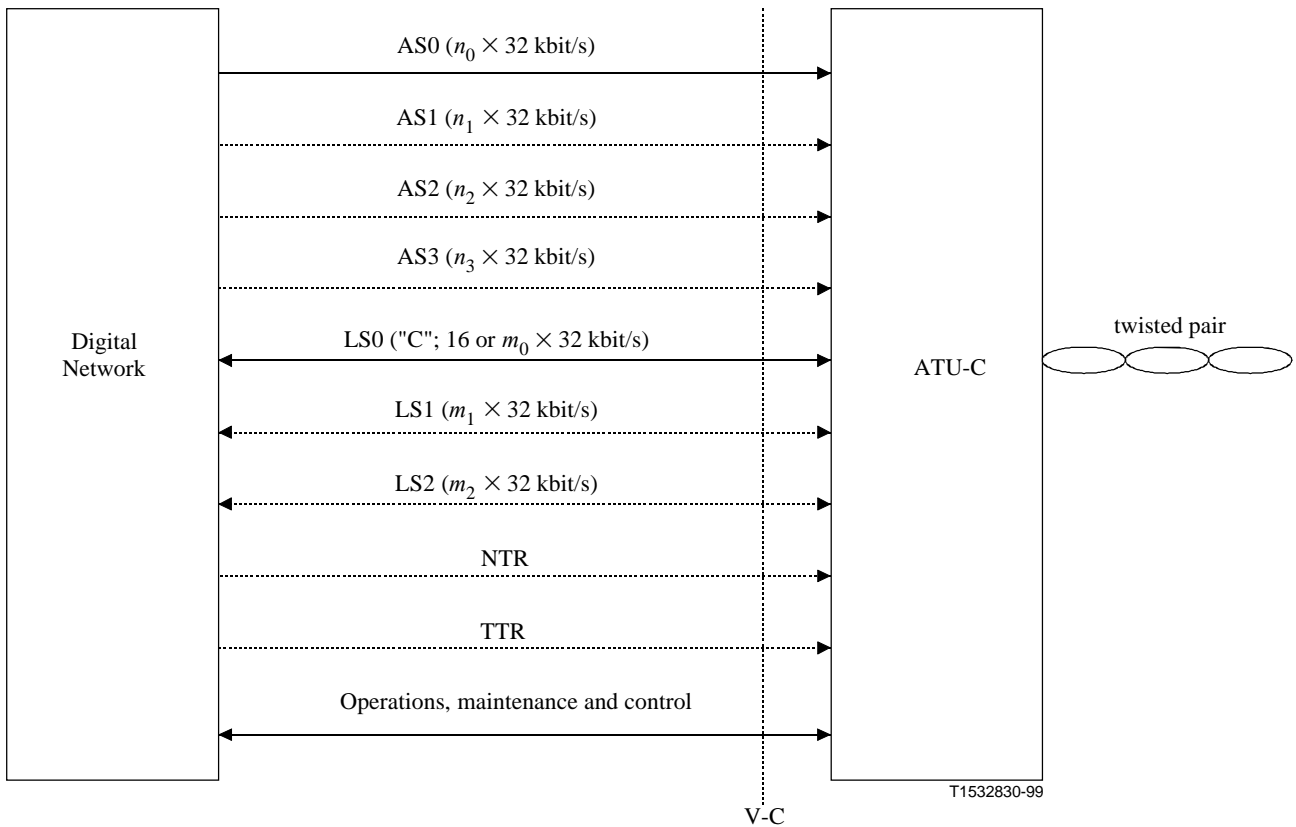 AS0 (n0 × 32 kbit/s)
AS1 (n1 × 32 kbit/s)
AS2 (n2 × 32 kbit/s)
AS3 (n3 × 32 kbit/s)
Digital
Network
LS0 ("C"; 16 or m0 × 32 kbit/s)
ATU-C
twisted pair
LS1 (m1 × 32 kbit/s)
LS2 (m2 × 32 kbit/s)
NTR
TTR
Operations, maintenance and control
T1532830-99
V-C